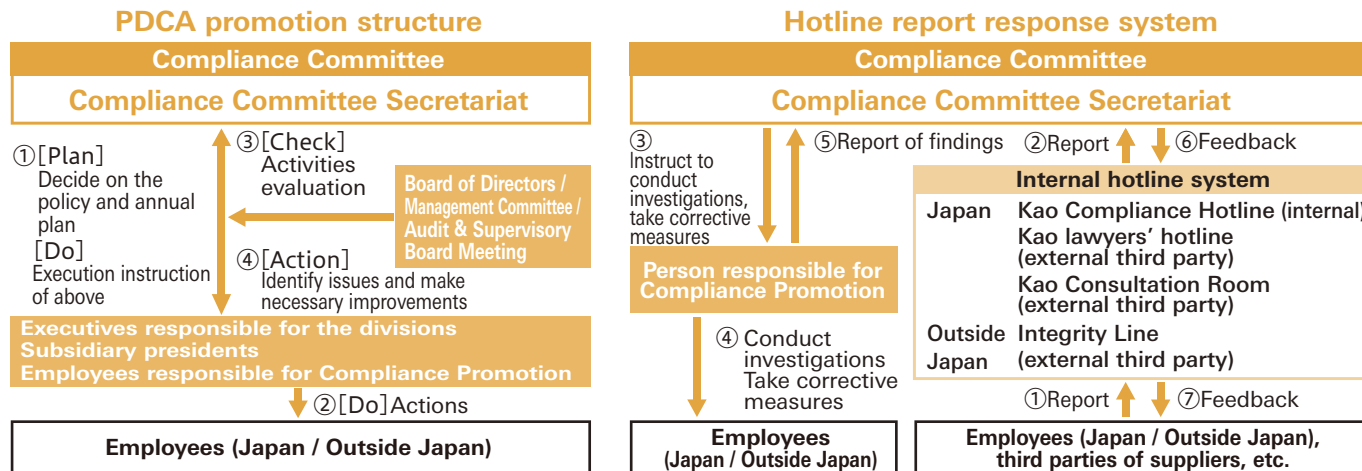 PDCA promotion structure
Compliance Committee
Compliance Committee Secretariat
①[Plan]
Decide on the
policy and annual
plan
[Do]
Execution instruction
of above
③[Check]
Activities
evaluation
Board of Directors /
Management Committee /
Audit & Supervisory
Board Meeting
④[Action]
Identify issues and make
necessary improvements
Executives responsible for the divisions
Subsidiary presidents
Employees responsible for Compliance Promotion
②[Do]Actions
Employees (Japan / Outside Japan)
Hotline report response system
Compliance Committee
Compliance Committee Secretariat
③
Instruct to
conduct
investigations,
take corrective
measures
⑤Report of findings
②Report
⑥Feedback
Person responsible for
Compliance Promotion
④ Conduct
investigations
Take corrective
measures
Employees
(Japan / Outside Japan)
Internal hotline system
Japan Kao Compliance Hotline (internal)
Kao lawyers' hotline
(external third party)
Kao Consultation Room
(external third party)
Outside Integrity Line
Japan (external third party)
①Report
⑦Feedback
Employees (Japan / Outside Japan),
third parties of suppliers, etc.